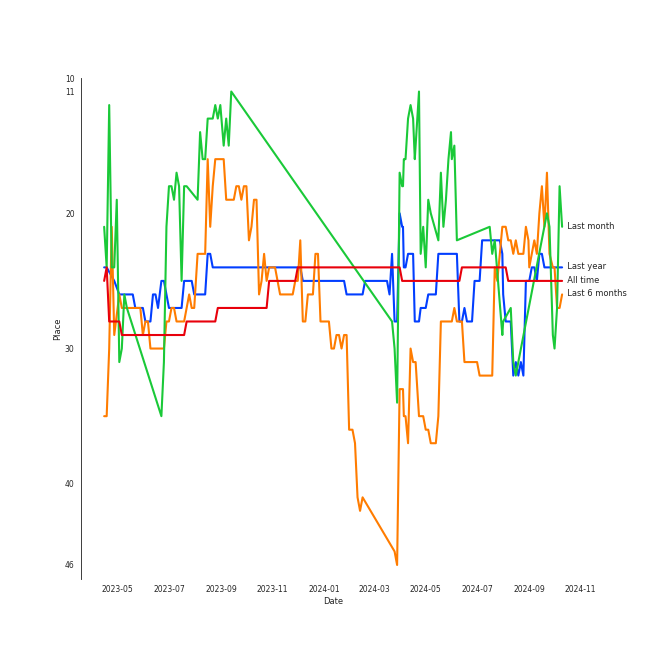 10
11
20
30
40
46
Place
Last month
Last year
All time
Last 6 months
2023-05
2023-07
2023-09
2023-11
2024-01
2024-03
2024-05
2024-07
2024-09
2024-11
Date